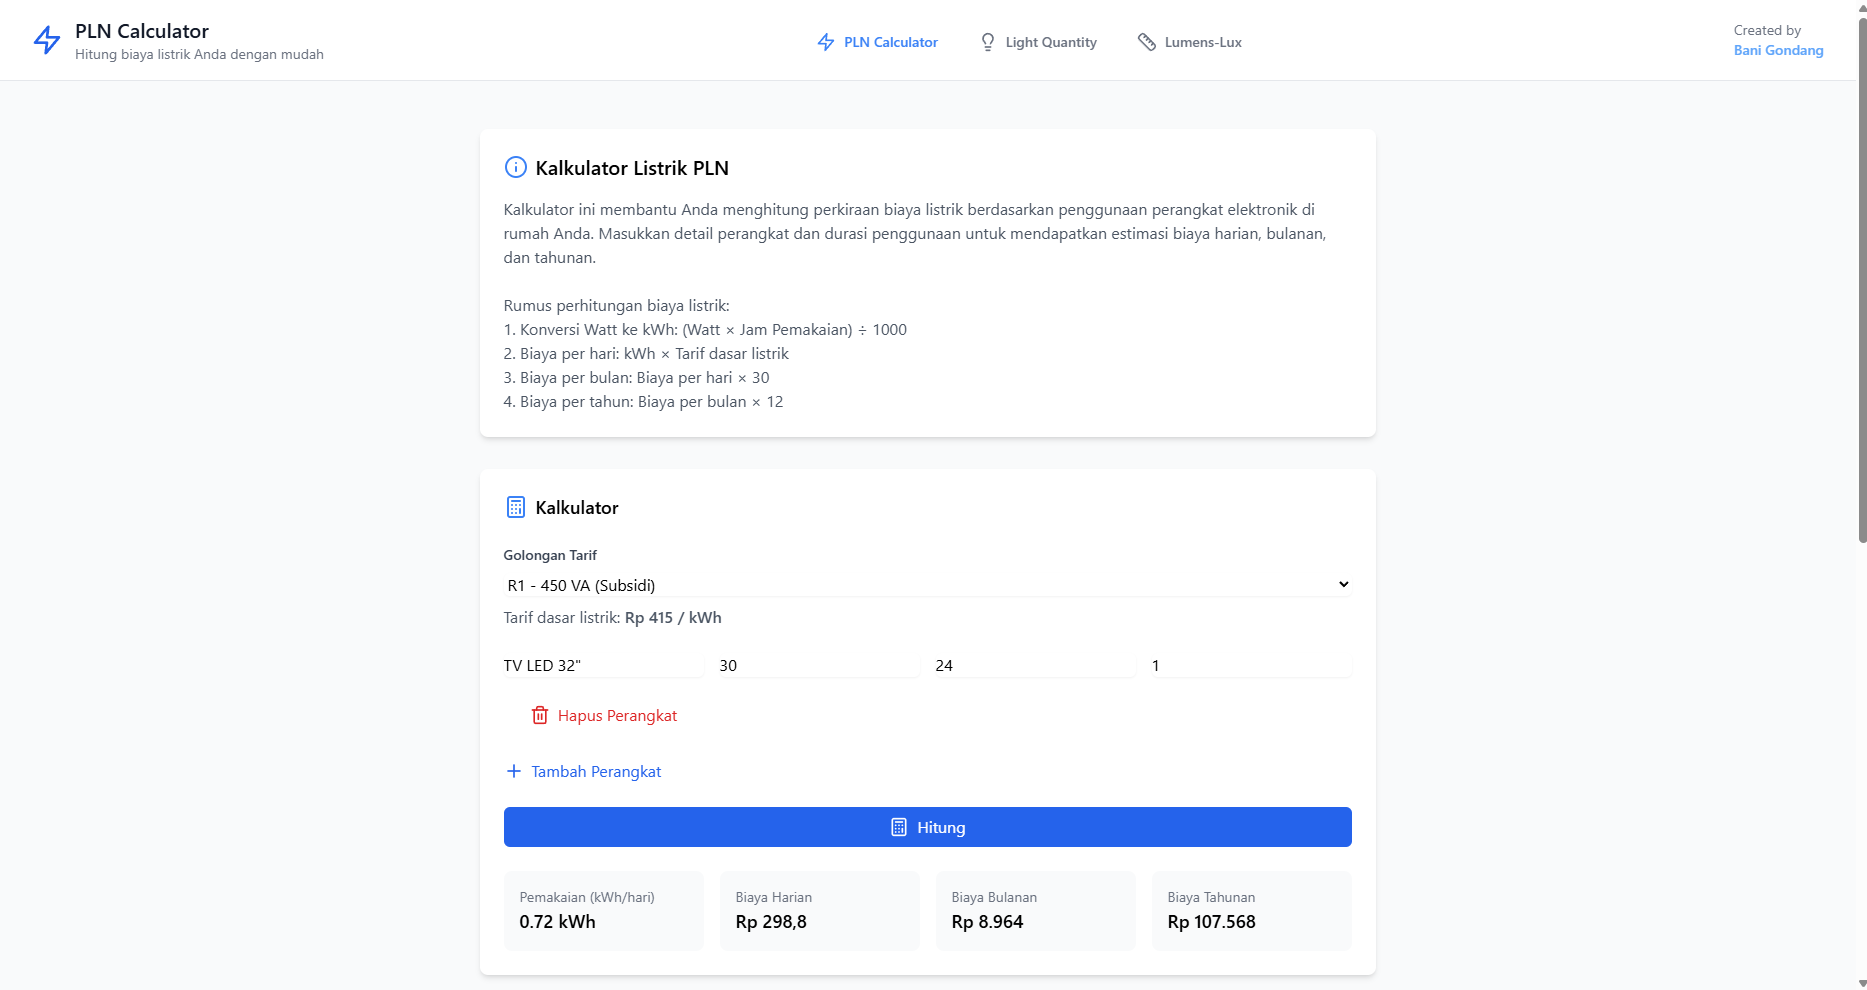 PLN Calculator
Hitung biaya listrik Anda dengan mudah
PLN Calculator
Light Quantity
Lumens-Lux
Created by
Bani Gondang
Kalkulator Listrik PLN
Kalkulator ini membantu Anda menghitung perkiraan biaya listrik berdasarkan penggunaan perangkat elektronik di
rumah Anda. Masukkan detail perangkat dan durasi penggunaan untuk mendapatkan estimasi biaya harian, bulanan,
dan tahunan.
Rumus perhitungan biaya listrik:
1. Konversi Watt ke kWh: (Watt × Jam Pemakaian) ÷ 1000
2. Biaya per hari: kWh × Tarif dasar listrik
3. Biaya per bulan: Biaya per hari × 30
4. Biaya per tahun: Biaya per bulan × 12
Kalkulator
Golongan Tarif
R1 - 450 VA (Subsidi)
Tarif dasar listrik: Rp 415 / kWh
TV LED 32"
30
24
1
Hapus Perangkat
Tambah Perangkat
Hitung
Pemakaian (kWh/hari)
0.72 kWh
Biaya Harian
Rp 298,8
Biaya Bulanan
Rp 8.964
Biaya Tahunan
Rp 107.568